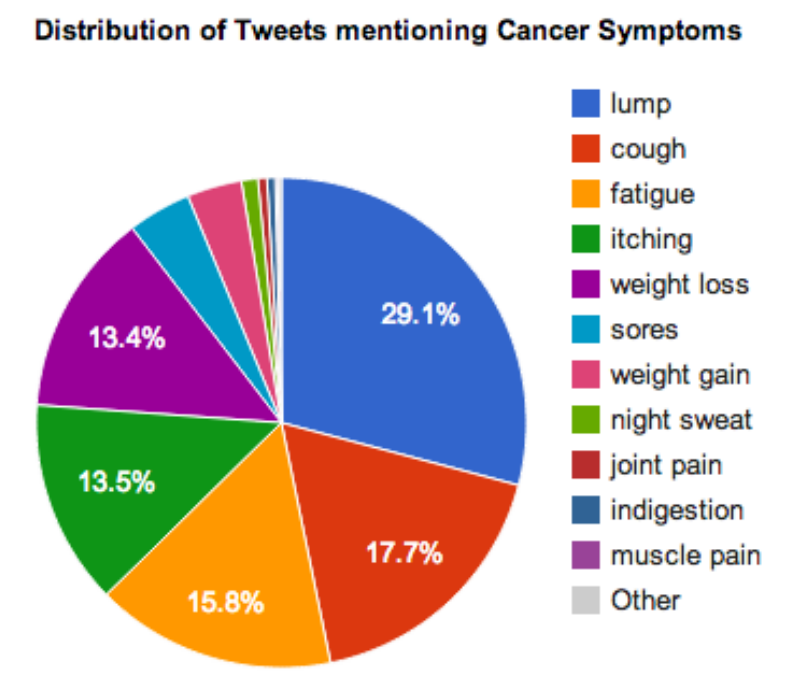 Distribution of Tweets mentioning Cancer Symptoms
lump
cough
fatigue
itching
weight loss
sores
weight gain
night sweat
joint pain
indigestion
muscle pain
Other
29.1%
13.4%
13.5%
17.7%
15.8%